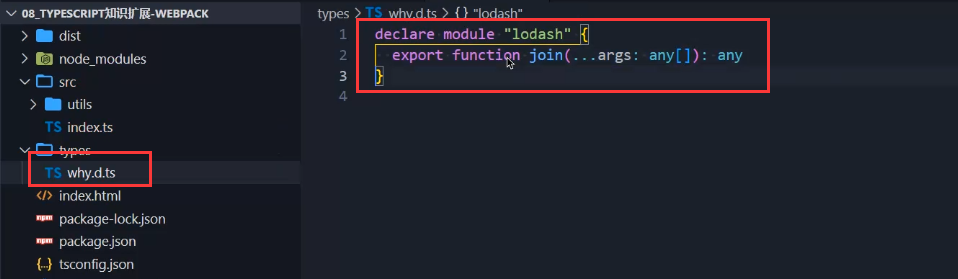 08_TYPESCRIPT知识扩展-WEBPACK
dist
node_modules
src
utils
TS index.ts
types
TS why.d.ts
</> index.html
npm package-lock.json
npm package.json
{..} tsconfig.json
types > TS why.d.ts > {} "lodash"
1 declare module "lodash" {
2 export function join(...args: any[]): any
3 }
4